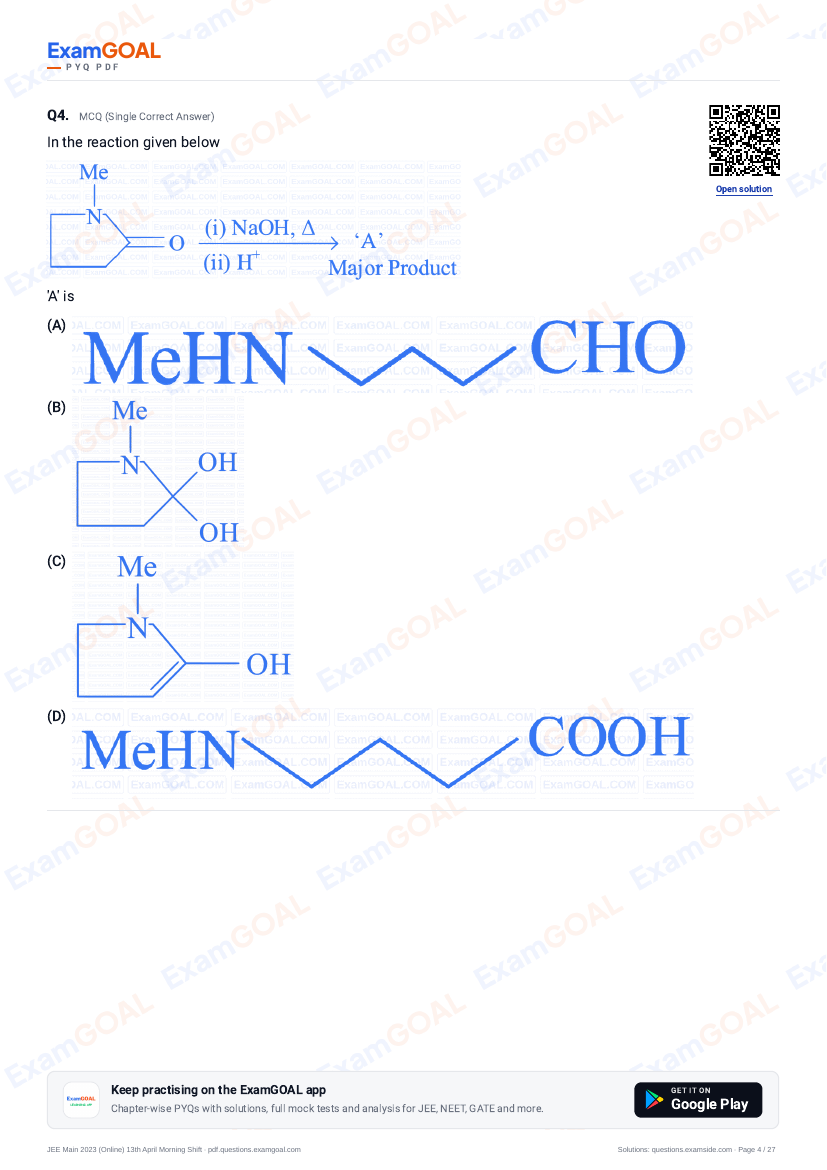 ExamGOAL
PYQ PDF
Q4. MCQ (Single Correct Answer)
In the reaction given below
Open solution
Me
N
O
(i) NaOH, Δ
(ii) H⁺
‘A’
Major Product
'A' is
(A)
MeHN
CHO
(B)
Me
N
OH
OH
(C)
Me
N
OH
(D)
MeHN
COOH
Keep practising on the ExamGOAL app
Chapter-wise PYQs with solutions, full mock tests and analysis for JEE, NEET, GATE and more.
GET IT ON
Google Play
JEE Main 2023 (Online) 13th April Morning Shift · pdf.questions.examgoal.com
Solutions: questions.examside.com · Page 4 / 27